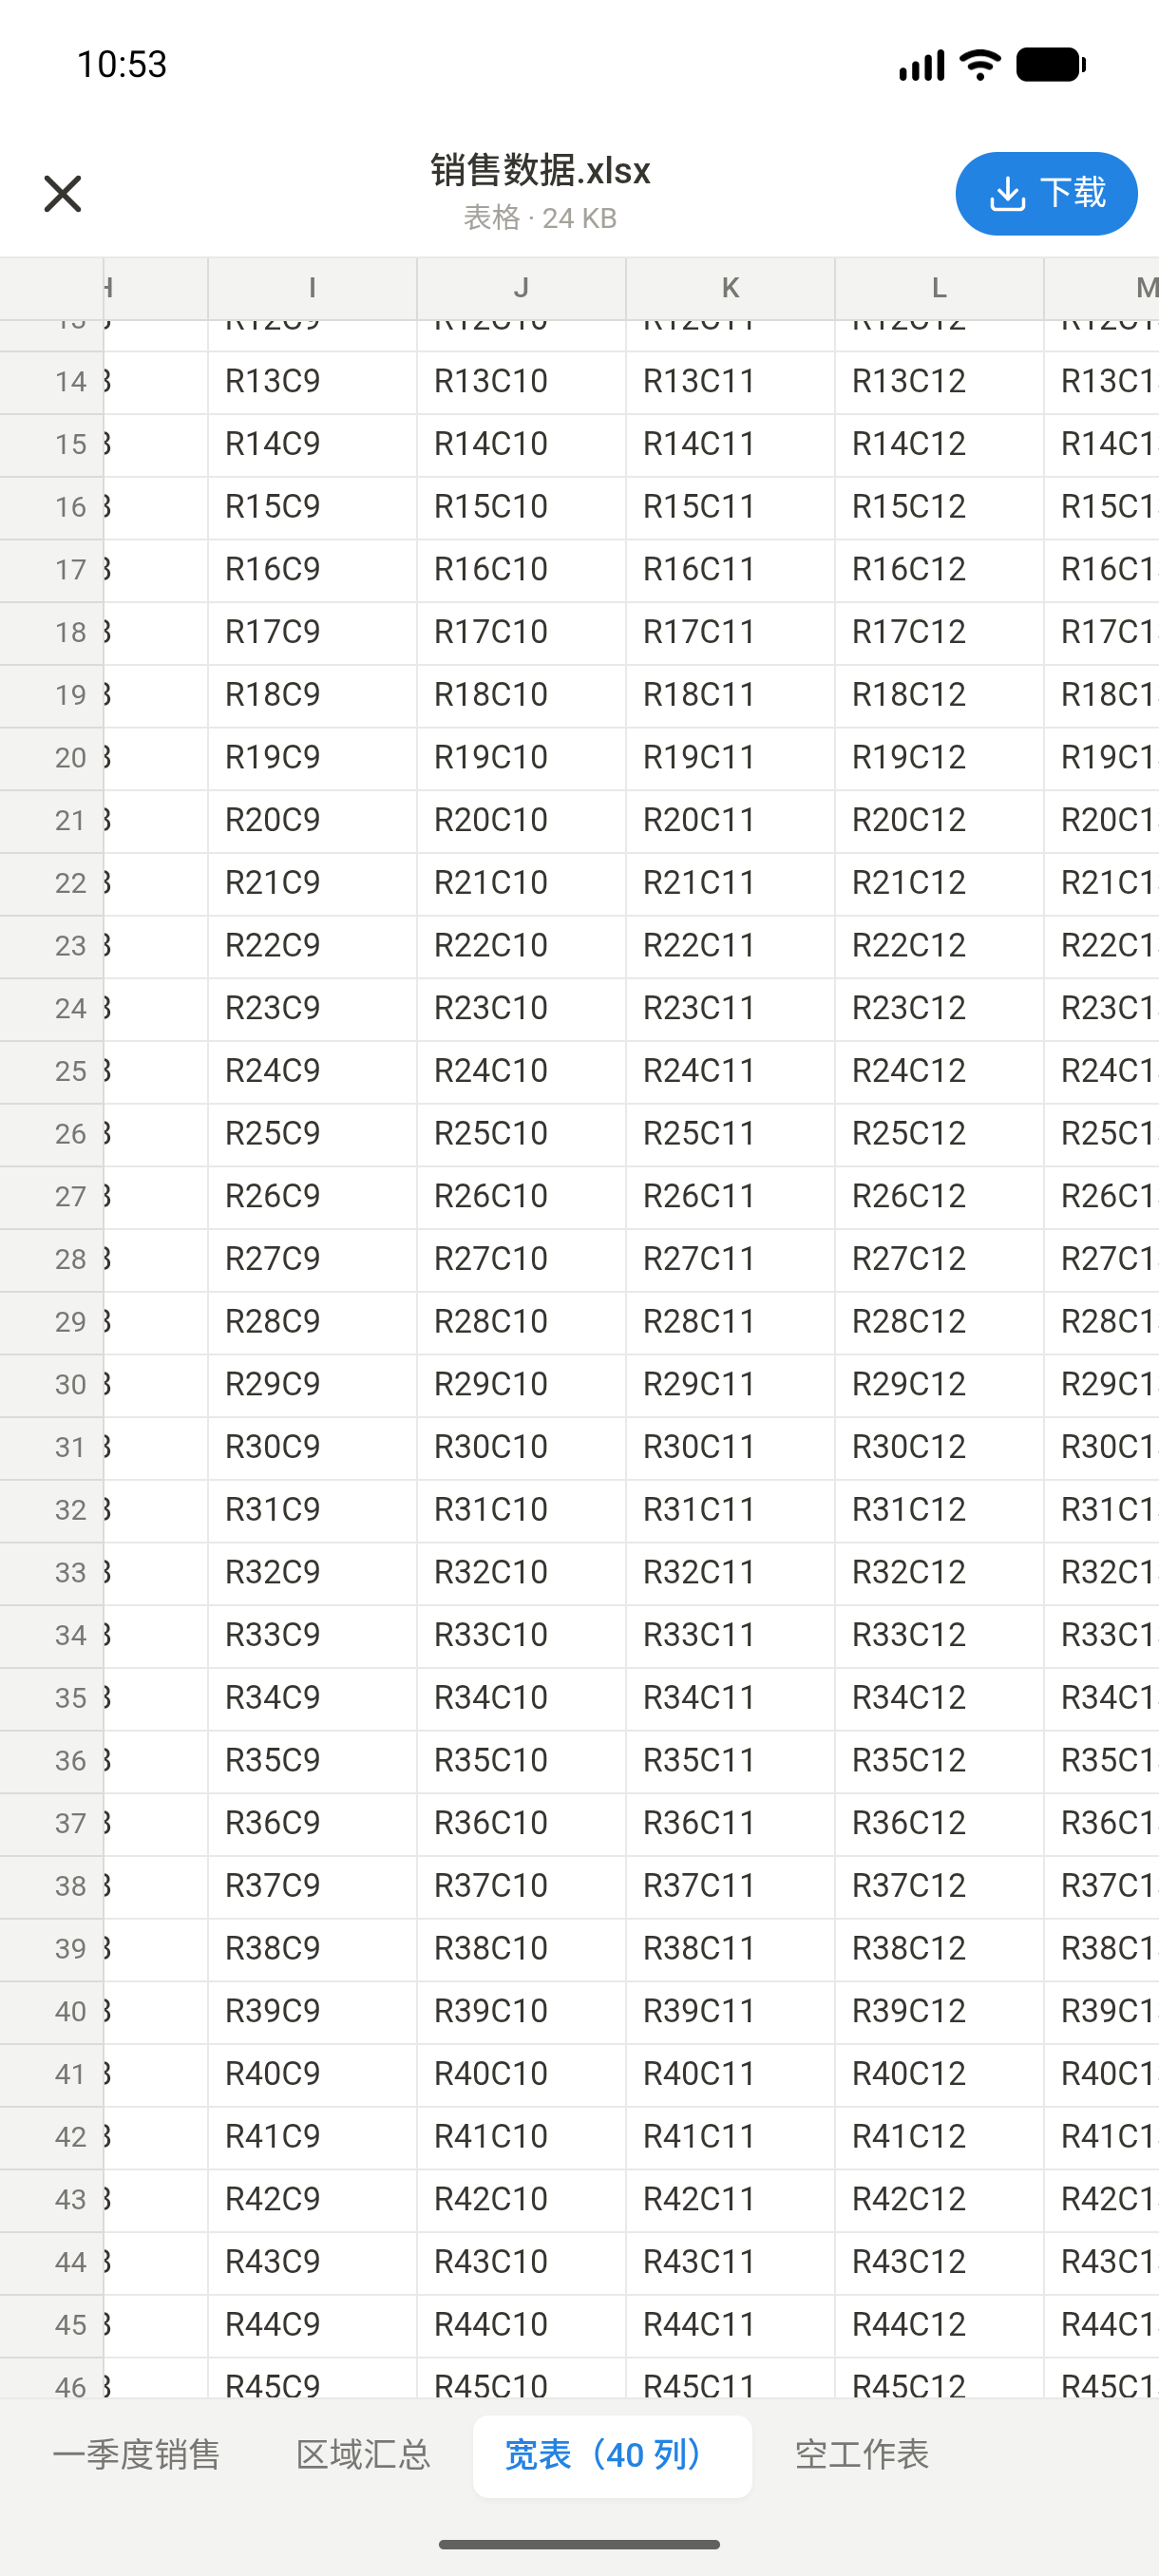 10:53
销售数据.xlsx
表格 · 24 KB
下载
I J K L M
14 R13C9 R13C10 R13C11 R13C12
15 R14C9 R14C10 R14C11 R14C12
16 R15C9 R15C10 R15C11 R15C12
17 R16C9 R16C10 R16C11 R16C12
18 R17C9 R17C10 R17C11 R17C12
19 R18C9 R18C10 R18C11 R18C12
20 R19C9 R19C10 R19C11 R19C12
21 R20C9 R20C10 R20C11 R20C12
22 R21C9 R21C10 R21C11 R21C12
23 R22C9 R22C10 R22C11 R22C12
24 R23C9 R23C10 R23C11 R23C12
25 R24C9 R24C10 R24C11 R24C12
26 R25C9 R25C10 R25C11 R25C12
27 R26C9 R26C10 R26C11 R26C12
28 R27C9 R27C10 R27C11 R27C12
29 R28C9 R28C10 R28C11 R28C12
30 R29C9 R29C10 R29C11 R29C12
31 R30C9 R30C10 R30C11 R30C12
32 R31C9 R31C10 R31C11 R31C12
33 R32C9 R32C10 R32C11 R32C12
34 R33C9 R33C10 R33C11 R33C12
35 R34C9 R34C10 R34C11 R34C12
36 R35C9 R35C10 R35C11 R35C12
37 R36C9 R36C10 R36C11 R36C12
38 R37C9 R37C10 R37C11 R37C12
39 R38C9 R38C10 R38C11 R38C12
40 R39C9 R39C10 R39C11 R39C12
41 R40C9 R40C10 R40C11 R40C12
42 R41C9 R41C10 R41C11 R41C12
43 R42C9 R42C10 R42C11 R42C12
44 R43C9 R43C10 R43C11 R43C12
45 R44C9 R44C10 R44C11 R44C12
46 R45C9 R45C10 R45C11 R45C12
一季度销售 区域汇总 宽表（40 列） 空工作表